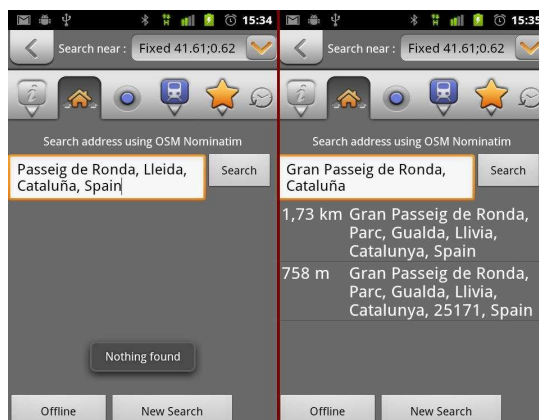 15:34
Search near :
Fixed 41.61;0.62
Search address using OSM Nominatim
Passeig de Ronda, Lleida,
Cataluña, Spain
Search
Nothing found
Offline
New Search
15:35
Search near :
Fixed 41.61;0.62
Search address using OSM Nominatim
Gran Passeig de Ronda,
Cataluña
Search
1,73 km Gran Passeig de Ronda,
Parc, Gualda, Llivia,
Catalunya, Spain
758 m Gran Passeig de Ronda,
Parc, Gualda, Llivia,
Catalunya, 25171, Spain
Offline
New Search